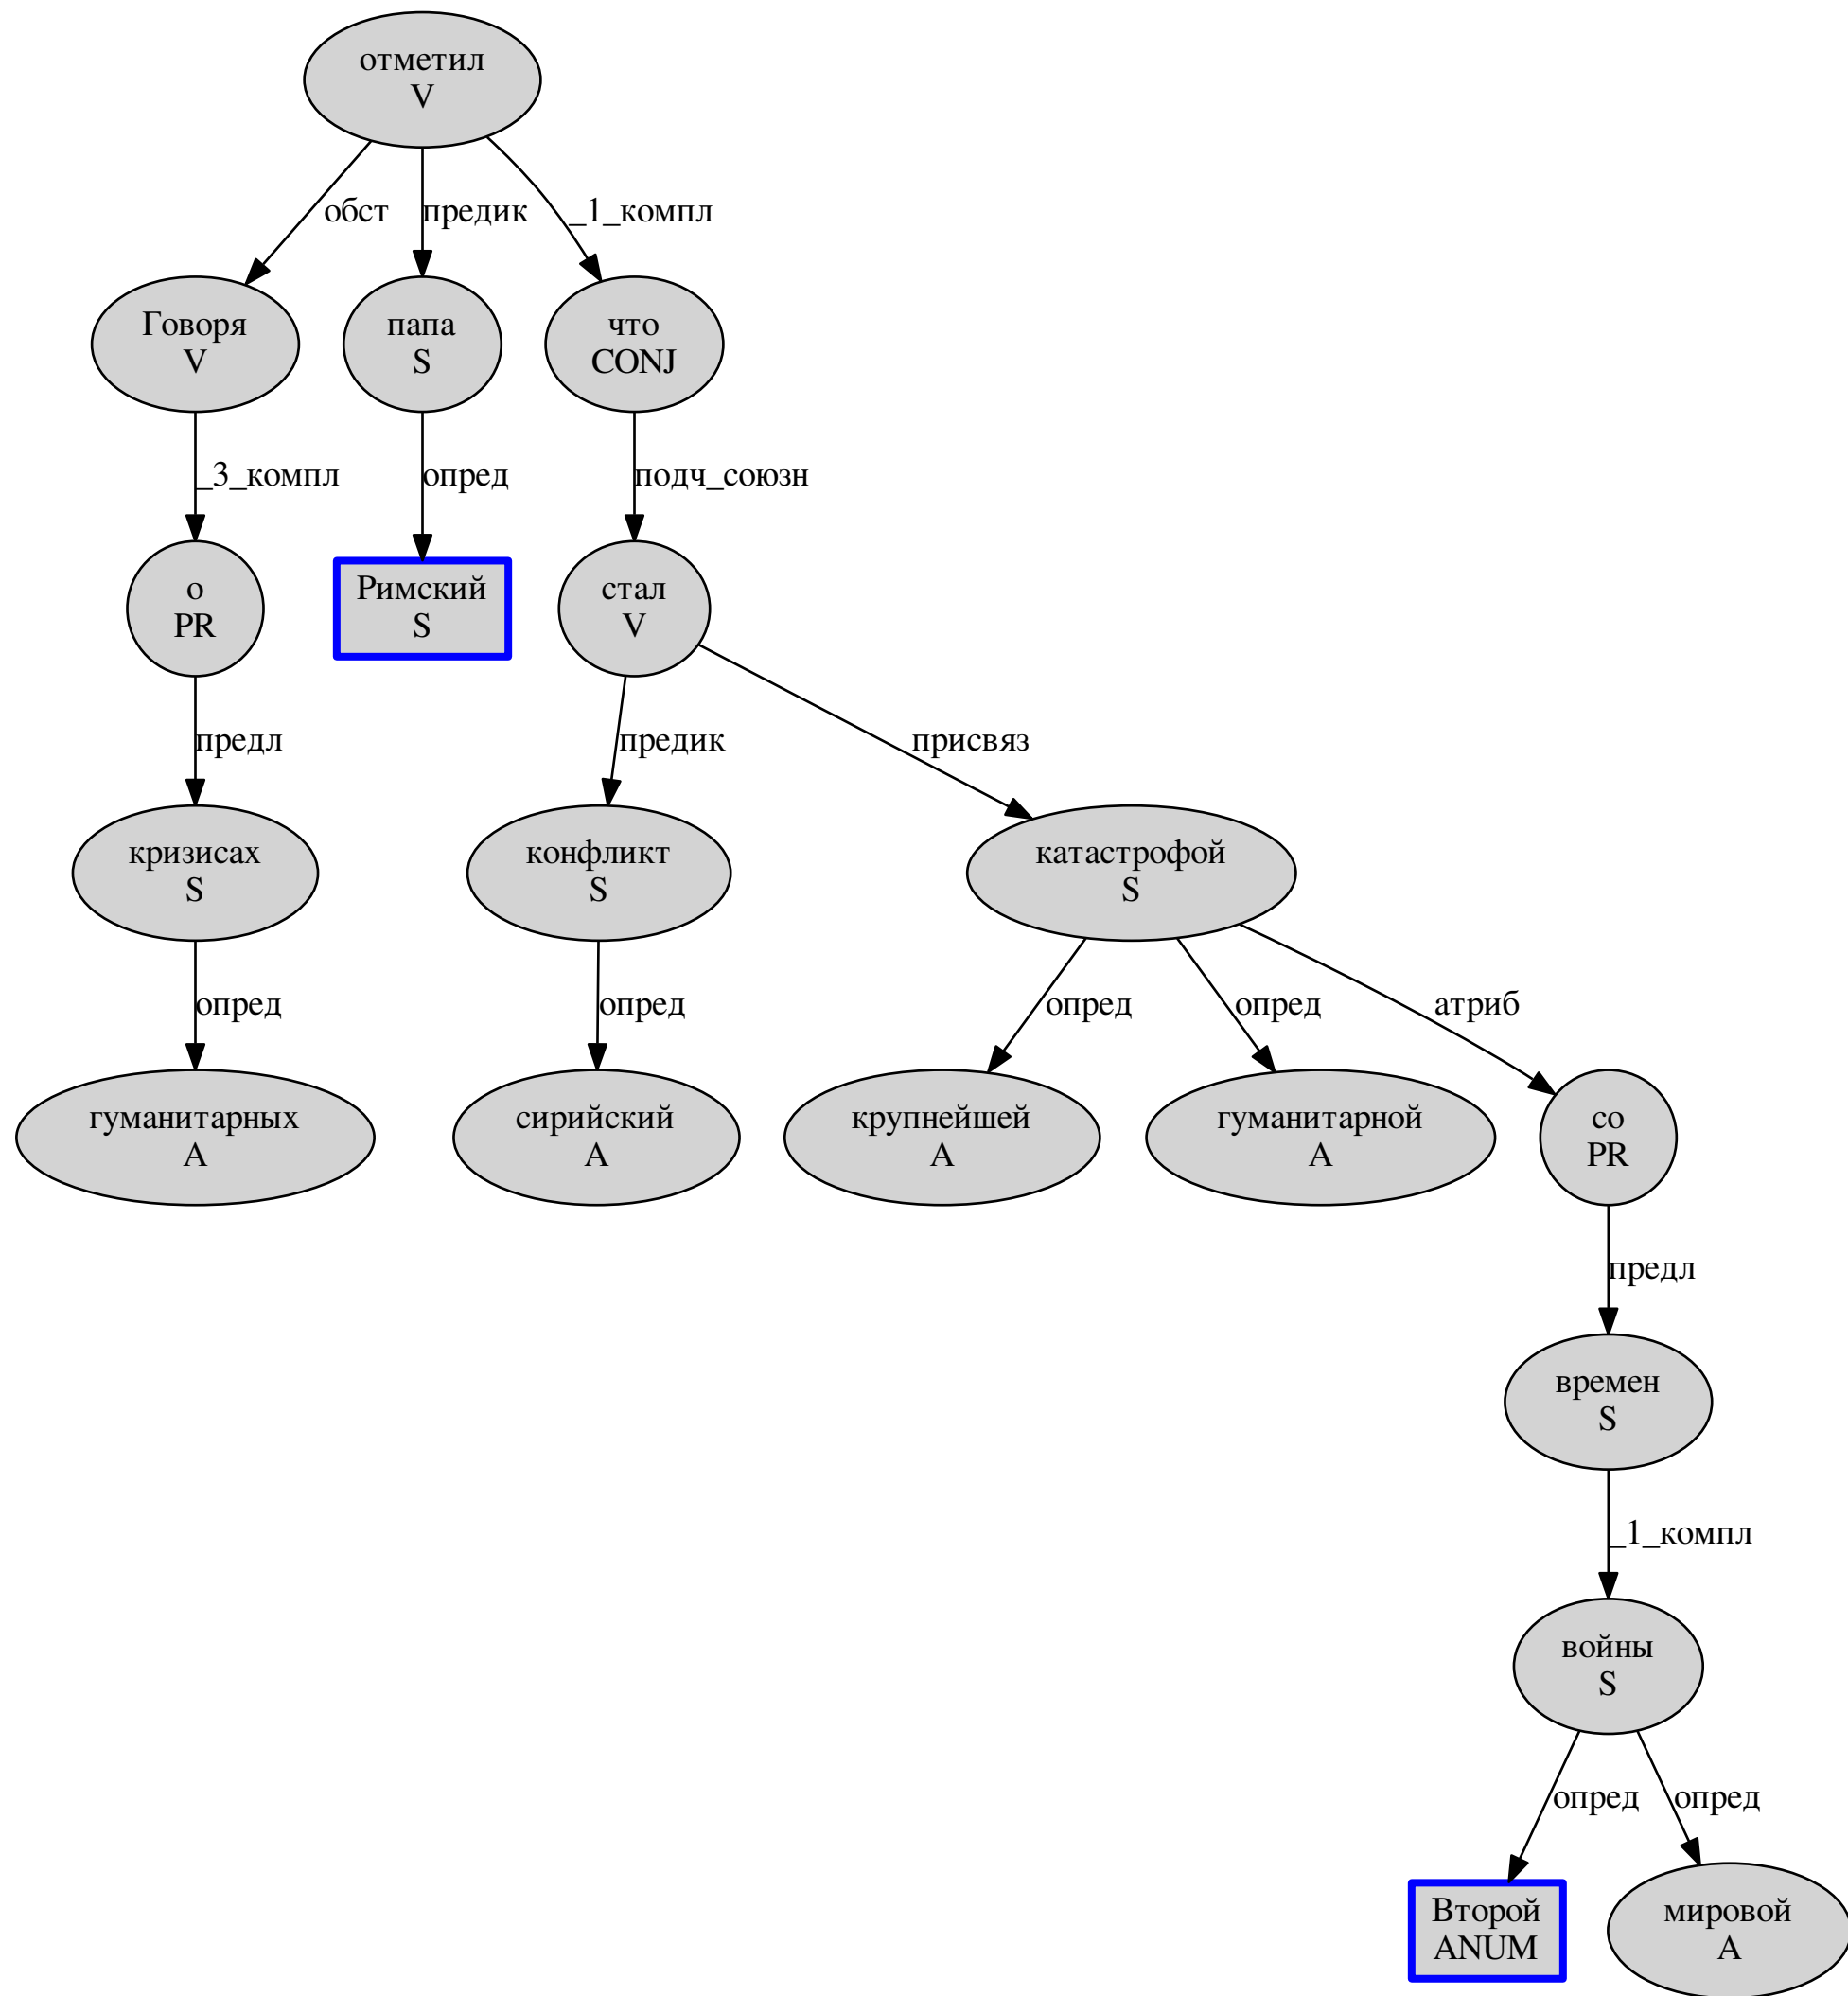 отметил
V
обст
предик
_1_компл
Говоря
V
папа
S
что
CONJ
_3_компл
опред
подч_союзн
о
PR
Римский
S
стал
V
предл
предик
присвяз
кризисах
S
конфликт
S
катастрофой
S
опред
опред
опред
опред
атриб
гуманитарных
A
сирийский
A
крупнейшей
A
гуманитарной
A
со
PR
предл
времен
S
_1_компл
войны
S
опред
опред
Второй
ANUM
мировой
A